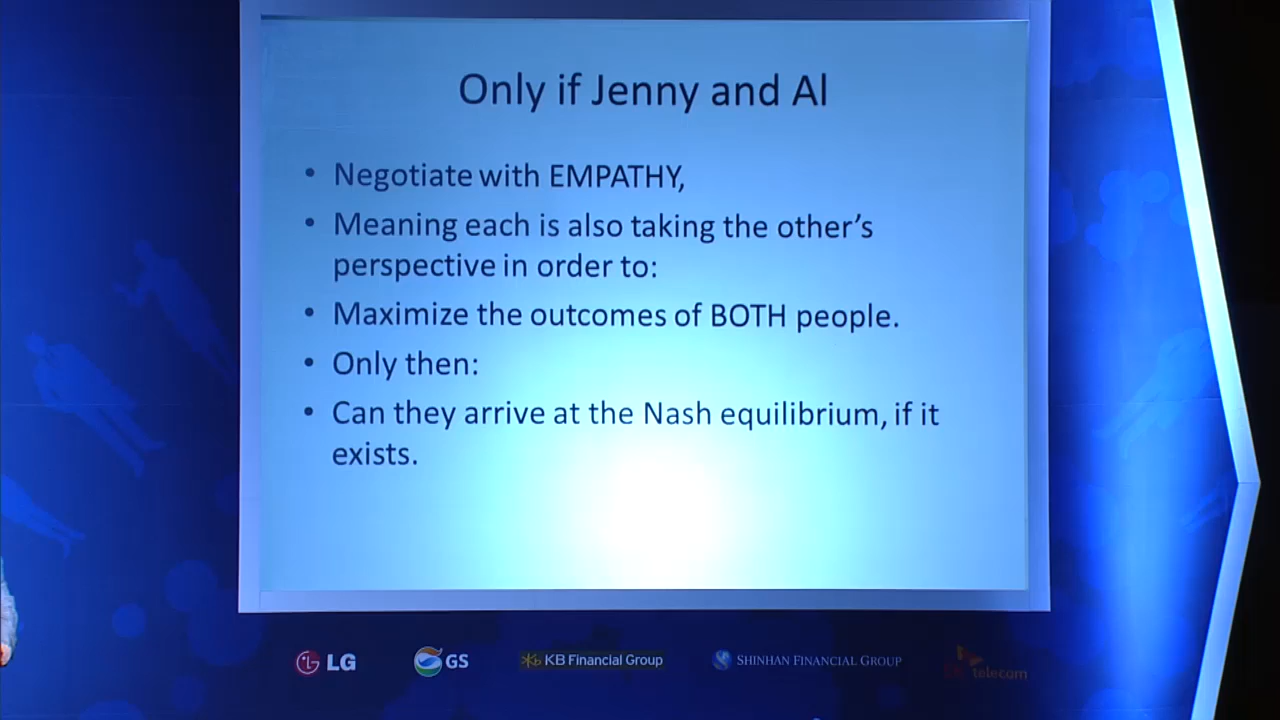 Only if Jenny and Al
• Negotiate with EMPATHY,
• Meaning each is also taking the other's
perspective in order to:
• Maximize the outcomes of BOTH people.
• Only then:
• Can they arrive at the Nash equilibrium, if it
exists.
LG GS KB Financial Group SHINHAN FINANCIAL GROUP SK telecom